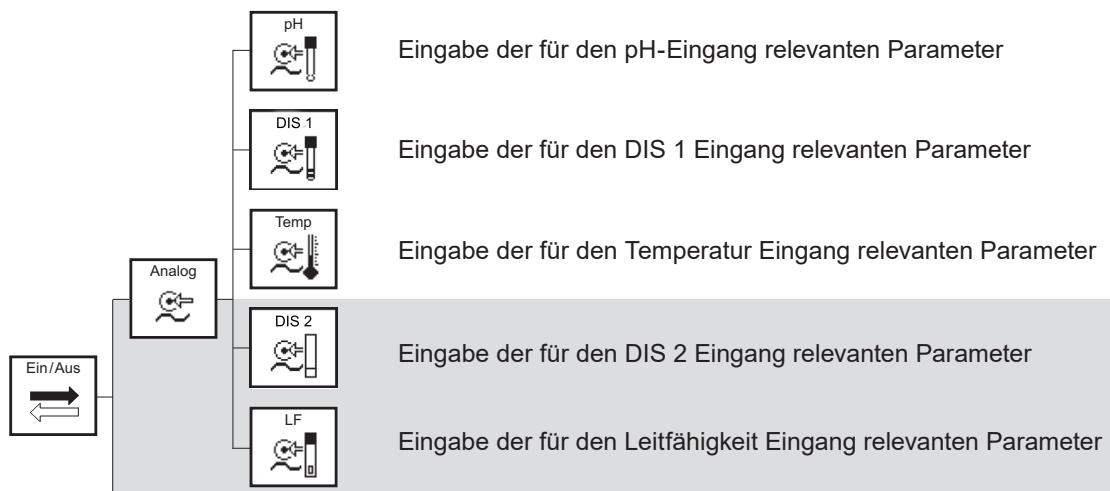 pH
Eingabe der für den pH-Eingang relevanten Parameter
DIS 1
Eingabe der für den DIS 1 Eingang relevanten Parameter
Temp
Eingabe der für den Temperatur Eingang relevanten Parameter
Analog
DIS 2
Eingabe der für den DIS 2 Eingang relevanten Parameter
Ein/Aus
LF
Eingabe der für den Leitfähigkeit Eingang relevanten Parameter